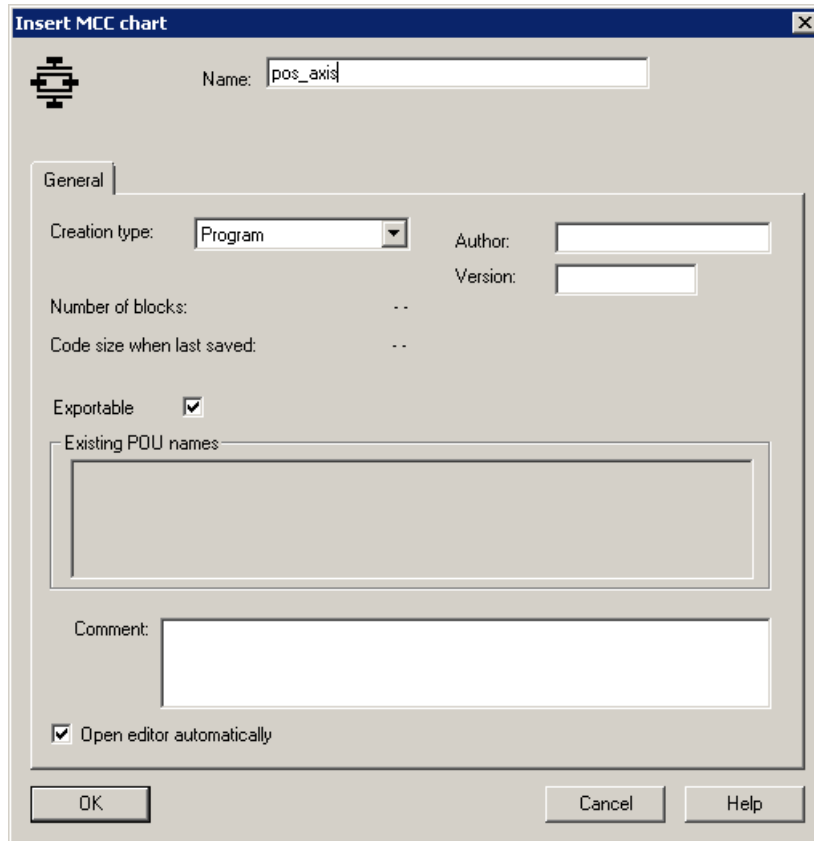 Insert MCC chart
Name: pos_axis
General
Creation type: Program
Author:
Version:
Number of blocks: - -
Code size when last saved: - -
Exportable
Existing POU names
Comment:
Open editor automatically
OK Cancel Help